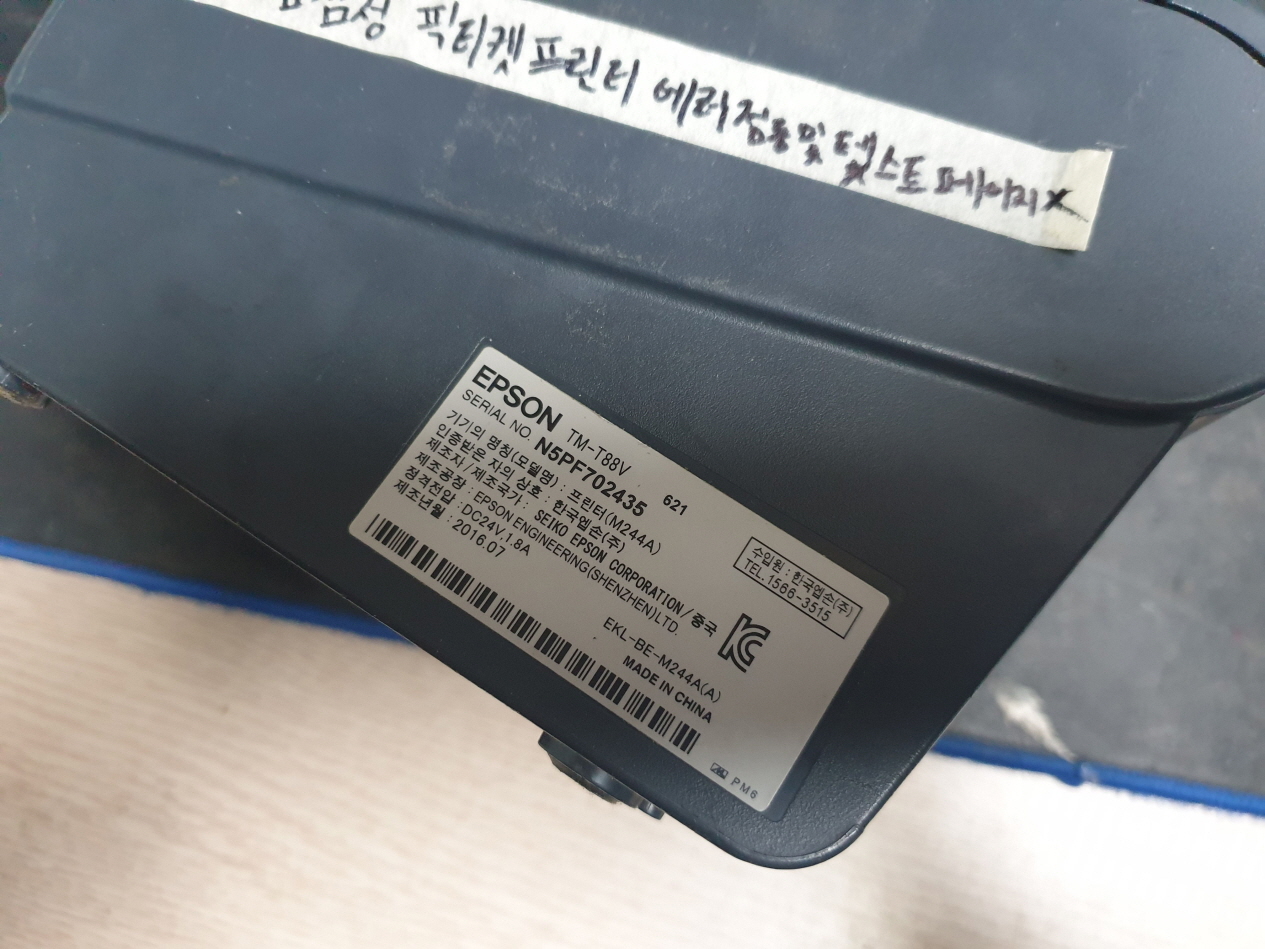 픽티켓프린터 에러점등 및 텍스트페이지X
EPSON TM-T88V 621
SERIAL NO. N5PF702435
기기의 명칭(모델명) : 프린터(M244A)
인증받은 자의 상호 : 한국엡손(주)
제조자/제조국가 : SEIKO EPSON CORPORATION/중국
제조공장 : EPSON ENGINEERING(SHENZHEN)LTD.
정격전압 : DC24V,1.8A
제조년월 : 2016.07
수입원 : 한국엡손(주)
TEL.1566-3515
EKL-BE-M244A(A)
MADE IN CHINA
PM6